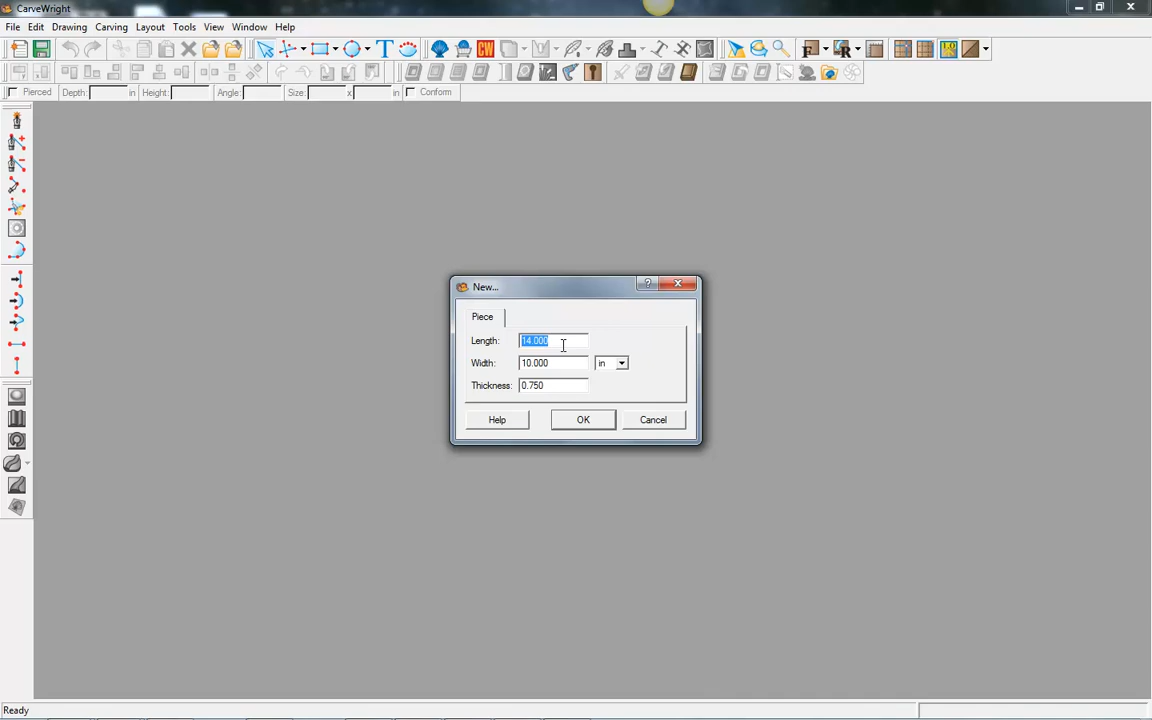 CarveWright
File Edit Drawing Carving Layout Tools View Window Help
Pierced Depth: in Height: Angle: Size: x in Conform
New...
Piece
Length: 14.000
Width: 10.000 in
Thickness: 0.750
Help OK Cancel
Ready